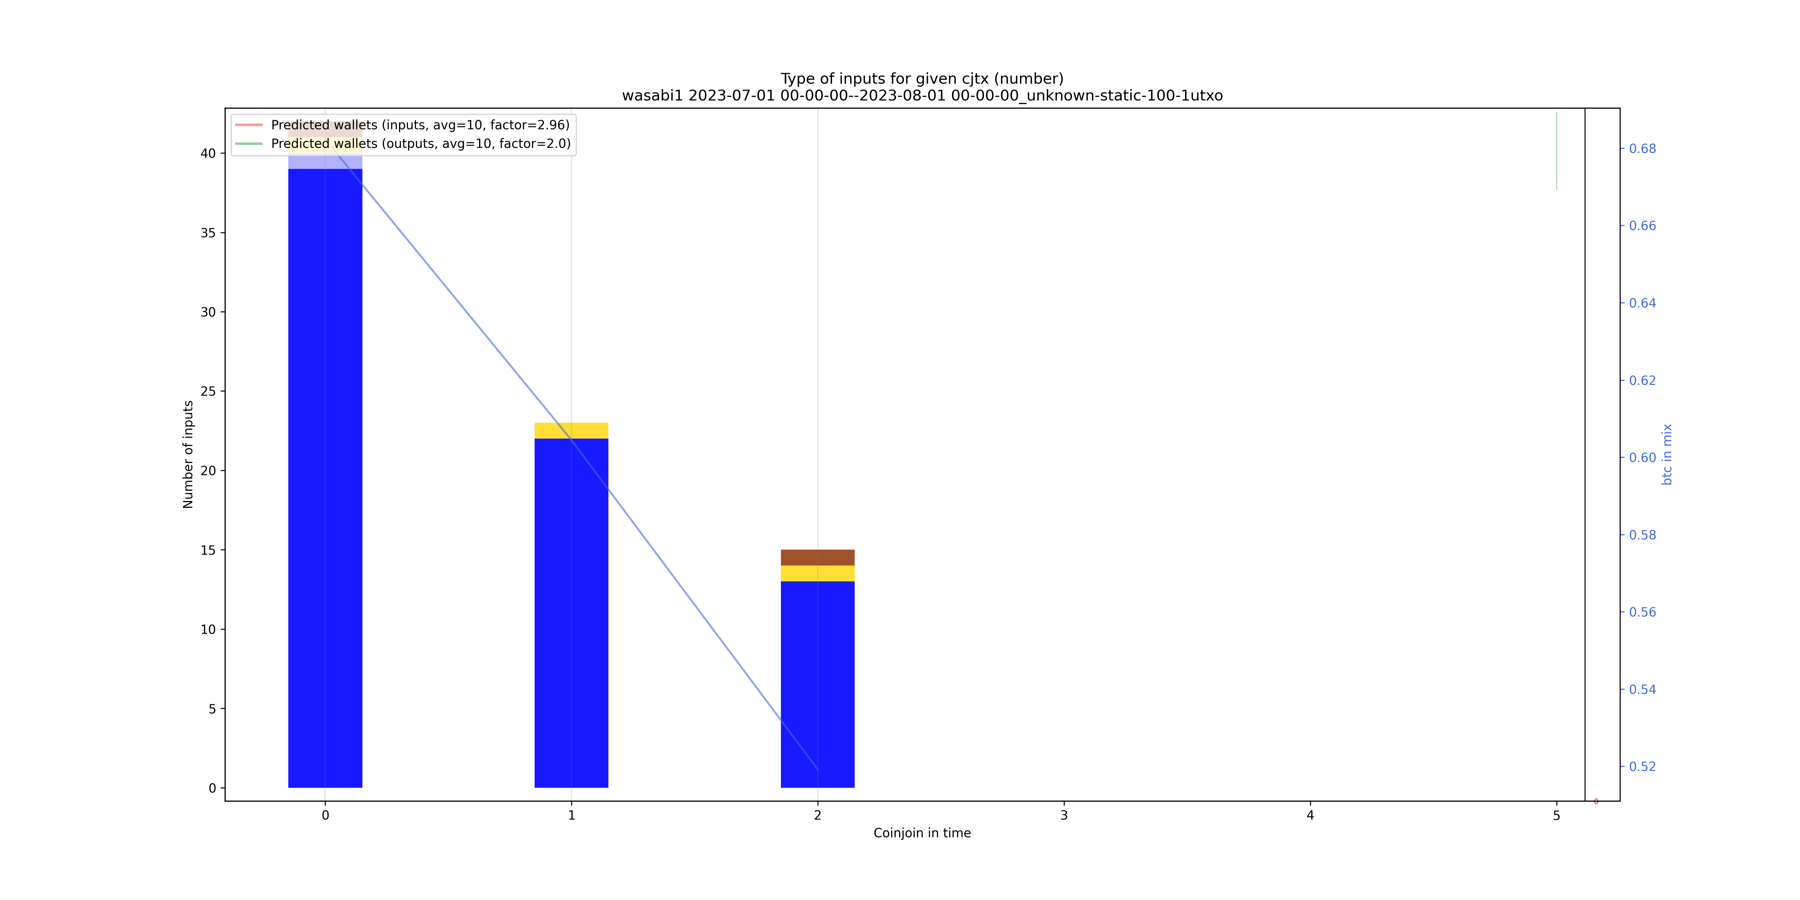 Type of inputs for given cjtx (number)
wasabi1 2023-07-01 00-00-00--2023-08-01 00-00-00_unknown-static-100-1utxo
Predicted wallets (inputs, avg=10, factor=2.96)
Predicted wallets (outputs, avg=10, factor=2.0)
40
35
30
25
20
15
10
5
0
Number of inputs
0.68
0.66
0.64
0.62
0.60
0.58
0.56
0.54
0.52
btc in mix
0
0 1 2 3 4 5
Coinjoin in time